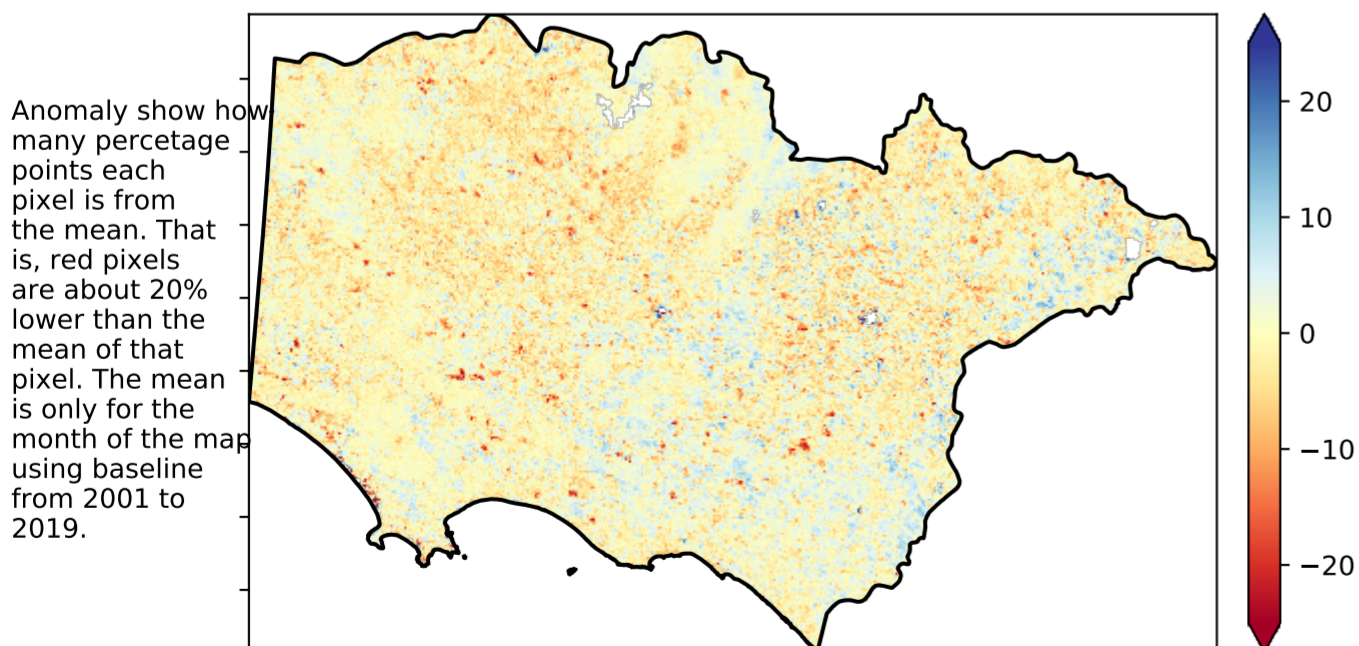 Anomaly show how
many percetage
points each
pixel is from
the mean. That
is, red pixels
are about 20%
lower than the
mean of that
pixel. The mean
is only for the
month of the map
using baseline
from 2001 to
2019.
20
10
0
−10
−20